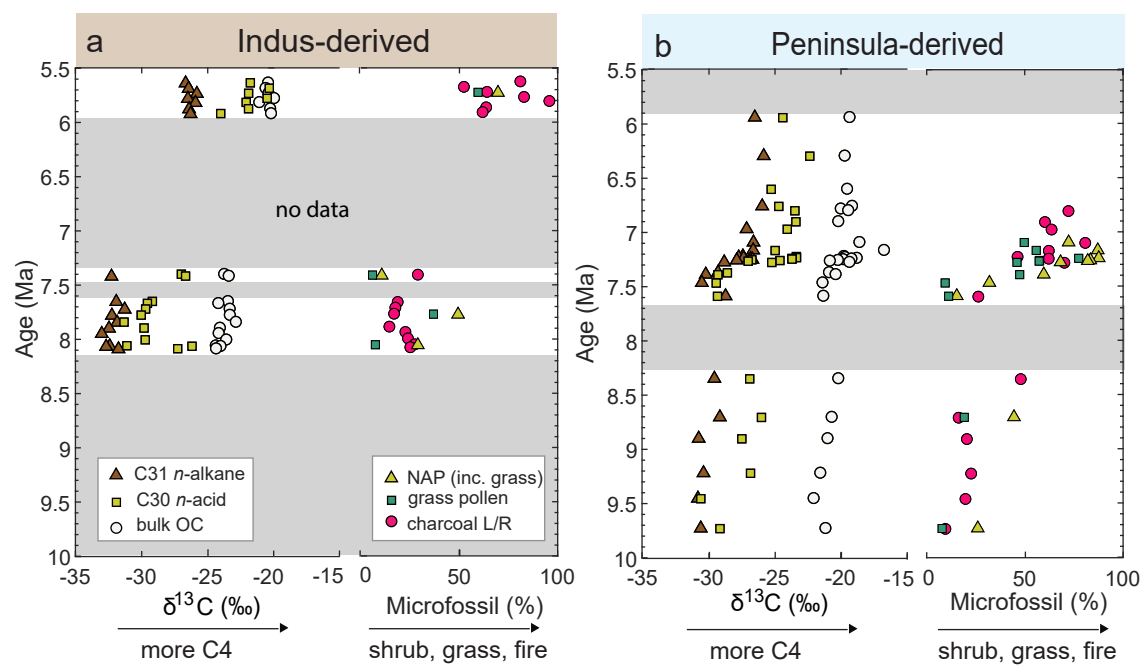 a
Indus-derived
b
Peninsula-derived
5.5
6
6.5
7
7.5
8
8.5
9
9.5
10
Age (Ma)
no data
C31 n-alkane
C30 n-acid
bulk OC
NAP (inc. grass)
grass pollen
charcoal L/R
-35 -30 -25 -20 -15
0 50 100
δ13C (‰)
Microfossil (%)
more C4
shrub, grass, fire
5.5
6
6.5
7
7.5
8
8.5
9
9.5
10
Age (Ma)
-35 -30 -25 -20 -15
0 50 100
δ13C (‰)
Microfossil (%)
more C4
shrub, grass, fire